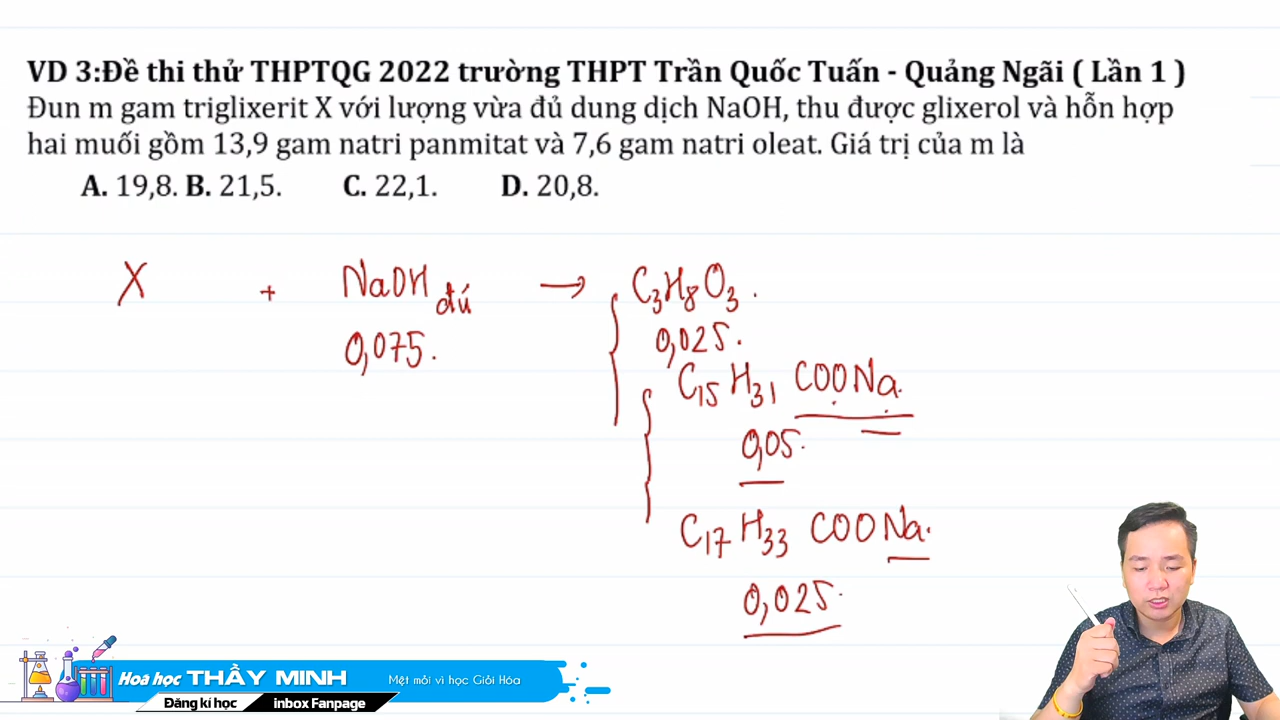 VD 3:Đề thi thử THPTQG 2022 trường THPT Trần Quốc Tuấn - Quảng Ngãi ( Lần 1 )
Đun m gam triglixerit X với lượng vừa đủ dung dịch NaOH, thu được glixerol và hỗn hợp
hai muối gồm 13,9 gam natri panmitat và 7,6 gam natri oleat. Giá trị của m là
A. 19,8. B. 21,5. C. 22,1. D. 20,8.
X + NaOH đủ → C₃H₈O₃.
0,075. 0,025.
C₁₅H₃₁COONa.
0,05.
C₁₇H₃₃COONa.
0,025.
Hoá học THẦY MINH Mệt mỏi vì học Giỏi Hóa
Đăng kí học inbox Fanpage